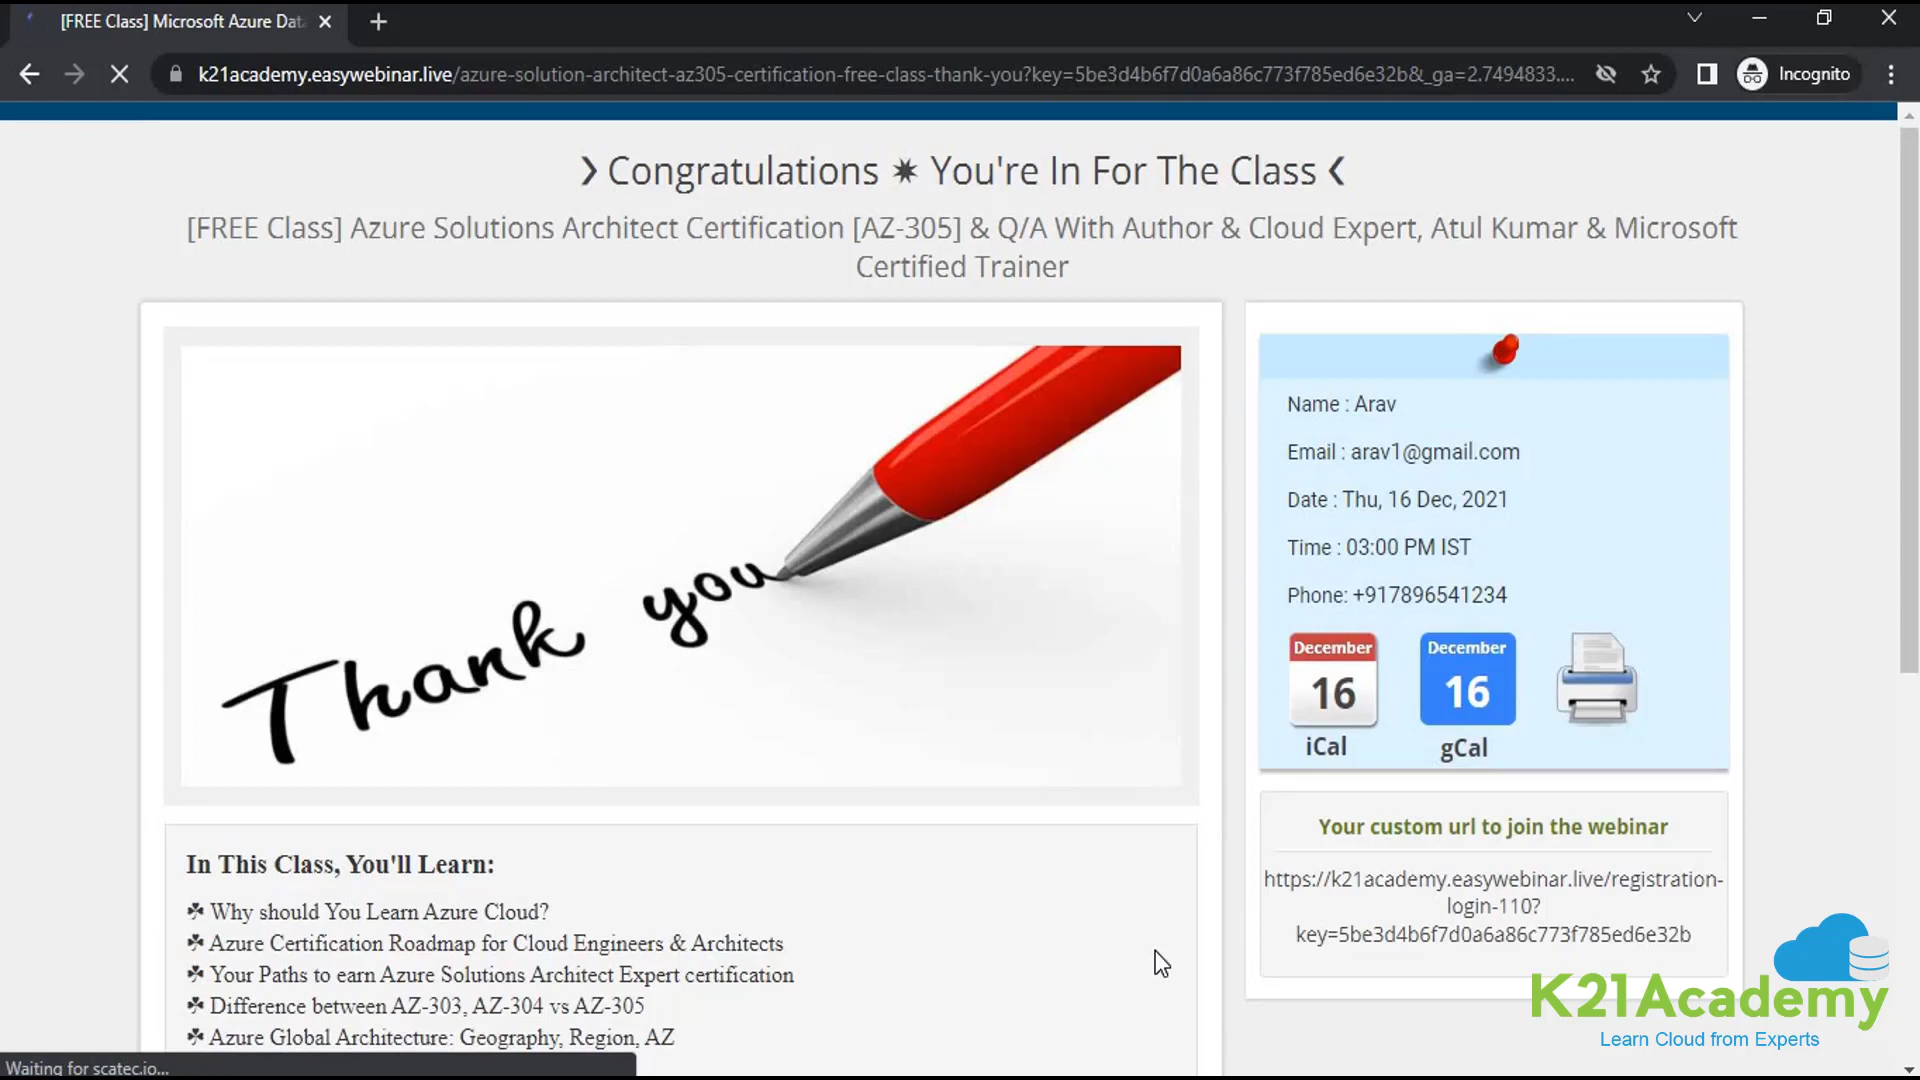 [FREE Class] Microsoft Azure Dat
k21academy.easywebinar.live/azure-solution-architect-az305-certification-free-class-thank-you?key=5be3d4b6f7d0a6a86c773f785ed6e32b&_ga=2.7494833....
Incognito
❯ Congratulations ✷ You're In For The Class ❮
[FREE Class] Azure Solutions Architect Certification [AZ-305] & Q/A With Author & Cloud Expert, Atul Kumar & Microsoft
Certified Trainer
Thank you
Name : Arav
Email : arav1@gmail.com
Date : Thu, 16 Dec, 2021
Time : 03:00 PM IST
Phone: +917896541234
December
16
iCal
December
16
gCal
Your custom url to join the webinar
https://k21academy.easywebinar.live/registration-
login-110?
key=5be3d4b6f7d0a6a86c773f785ed6e32b
In This Class, You'll Learn:
☘ Why should You Learn Azure Cloud?
☘ Azure Certification Roadmap for Cloud Engineers & Architects
☘ Your Paths to earn Azure Solutions Architect Expert certification
☘ Difference between AZ-303, AZ-304 vs AZ-305
☘ Azure Global Architecture: Geography, Region, AZ
K21Academy
Learn Cloud from Experts
Waiting for scatec.io...